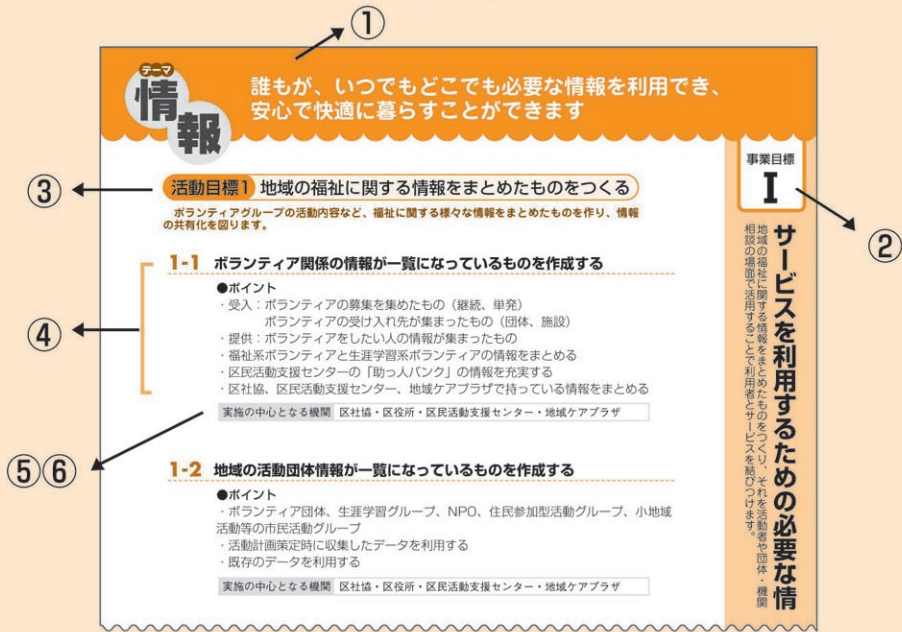 ①
テーマ
情報
誰もが、いつでもどこでも必要な情報を利用でき、
安心で快適に暮らすことができます
事業目標
I
②
サービスを利用するための必要な情
地域の福祉に関する情報をまとめたものをつくり、それを活動者や団体・機関
相談の場面で活用することで利用者とサービスを結びつけます。
③
活動目標1 地域の福祉に関する情報をまとめたものをつくる
ボランティアグループの活動内容など、福祉に関する様々な情報をまとめたものを作り、情報
の共有化を図ります。
④
1-1 ボランティア関係の情報が一覧になっているものを作成する
●ポイント
・受入：ボランティアの募集を集めたもの（継続、単発）
ボランティアの受け入れ先が集まったもの（団体、施設）
・提供：ボランティアをしたい人の情報が集まったもの
・福祉系ボランティアと生涯学習系ボランティアの情報をまとめる
・区民活動支援センターの「助っ人バンク」の情報を充実する
・区社協、区民活動支援センター、地域ケアプラザで持っている情報をまとめる
⑤⑥
実施の中心となる機関 区社協・区役所・区民活動支援センター・地域ケアプラザ
1-2 地域の活動団体情報が一覧になっているものを作成する
●ポイント
・ボランティア団体、生涯学習グループ、NPO、住民参加型活動グループ、小地域
活動等の市民活動グループ
・活動計画策定時に収集したデータを利用する
・既存のデータを利用する
実施の中心となる機関 区社協・区役所・区民活動支援センター・地域ケアプラザ